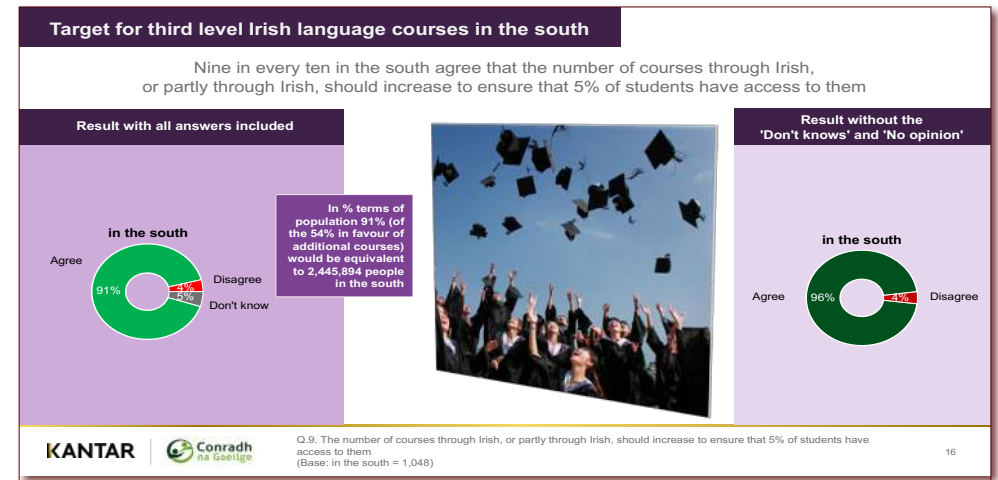 Target for third level Irish language courses in the south
Nine in every ten in the south agree that the number of courses through Irish,
or partly through Irish, should increase to ensure that 5% of students have access to them
Result with all answers included
in the south
Agree
91%
Disagree
4%
5%
Don't know
In % terms of
population 91% (of
the 54% in favour of
additional courses)
would be equivalent
to 2,445,894 people
in the south
Result without the
'Don't knows' and 'No opinion'
in the south
Agree
96%
4%
Disagree
KANTAR
Conradh
na Gaeilge
Q.9. The number of courses through Irish, or partly through Irish, should increase to ensure that 5% of students have
access to them
(Base: in the south = 1,048)
16